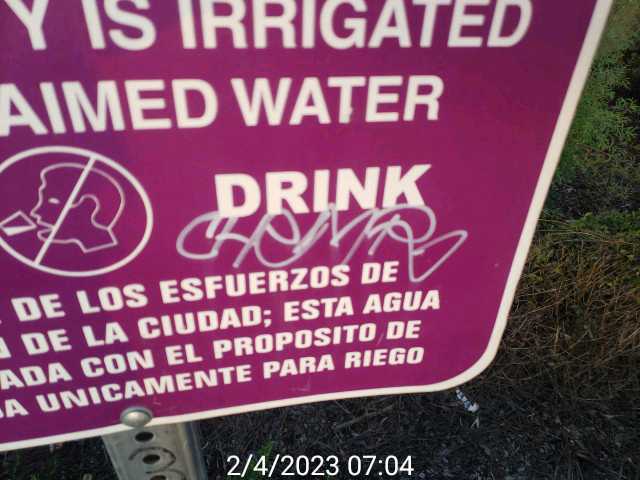 Y IS IRRIGATED
AIMED WATER
DRINK
DE LOS ESFUERZOS DE
DE LA CIUDAD; ESTA AGUA
ADA CON EL PROPOSITO DE
UNICAMENTE PARA RIEGO
2/4/2023 07:04